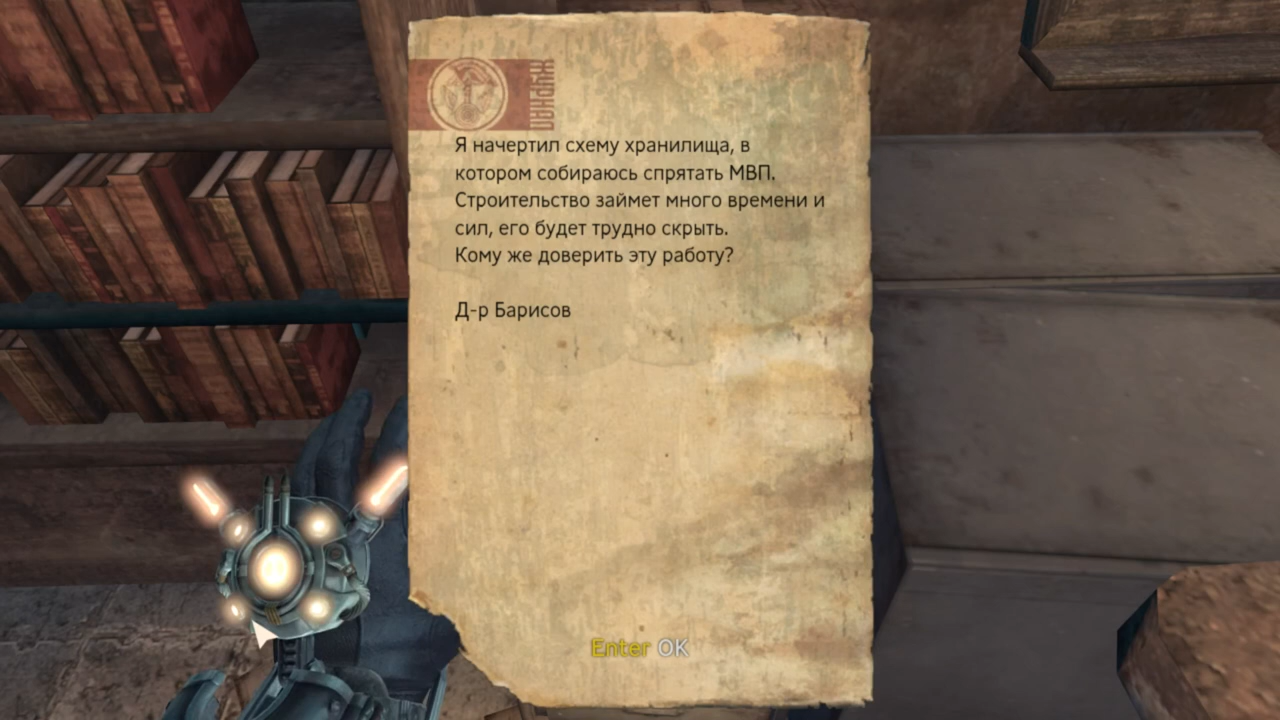 ЖУРНАЛ
Я начертил схему хранилища, в
котором собираюсь спрятать МВП.
Строительство займет много времени и
сил, его будет трудно скрыть.
Кому же доверить эту работу?
Д-р Барисов
Enter OK